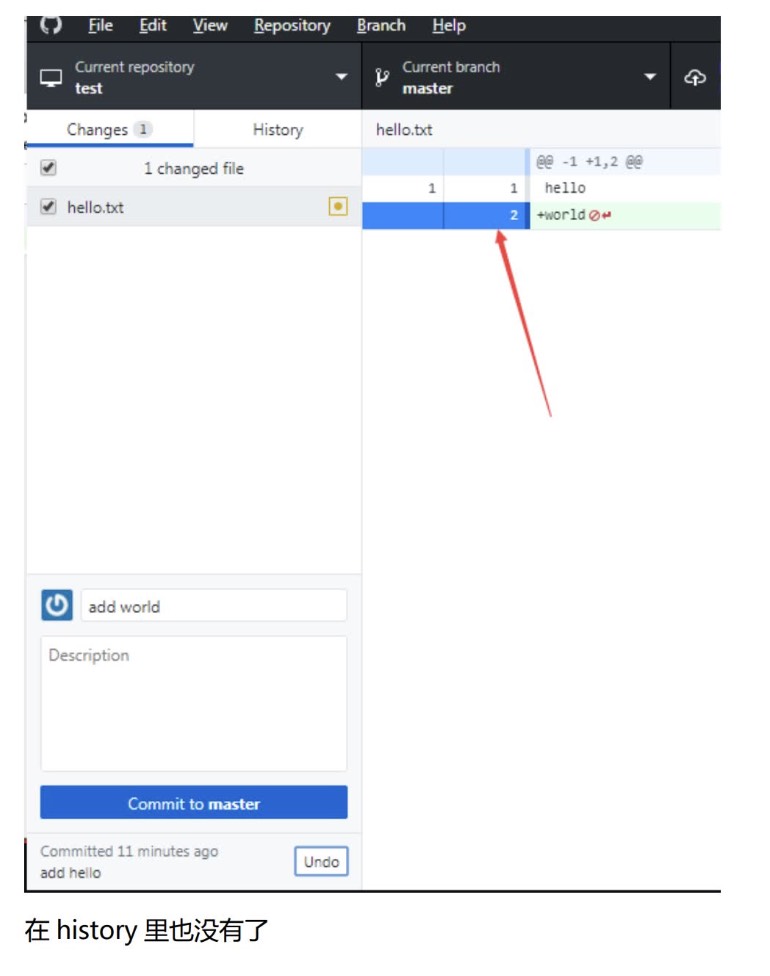 File Edit View Repository Branch Help
Current repository
test
Current branch
master
Changes 1
History
hello.txt
1 changed file
@@ -1 +1,2 @@
hello.txt
1 1 hello
2 +world
add world
Description
Commit to master
Committed 11 minutes ago
add hello
Undo
在 history 里也没有了